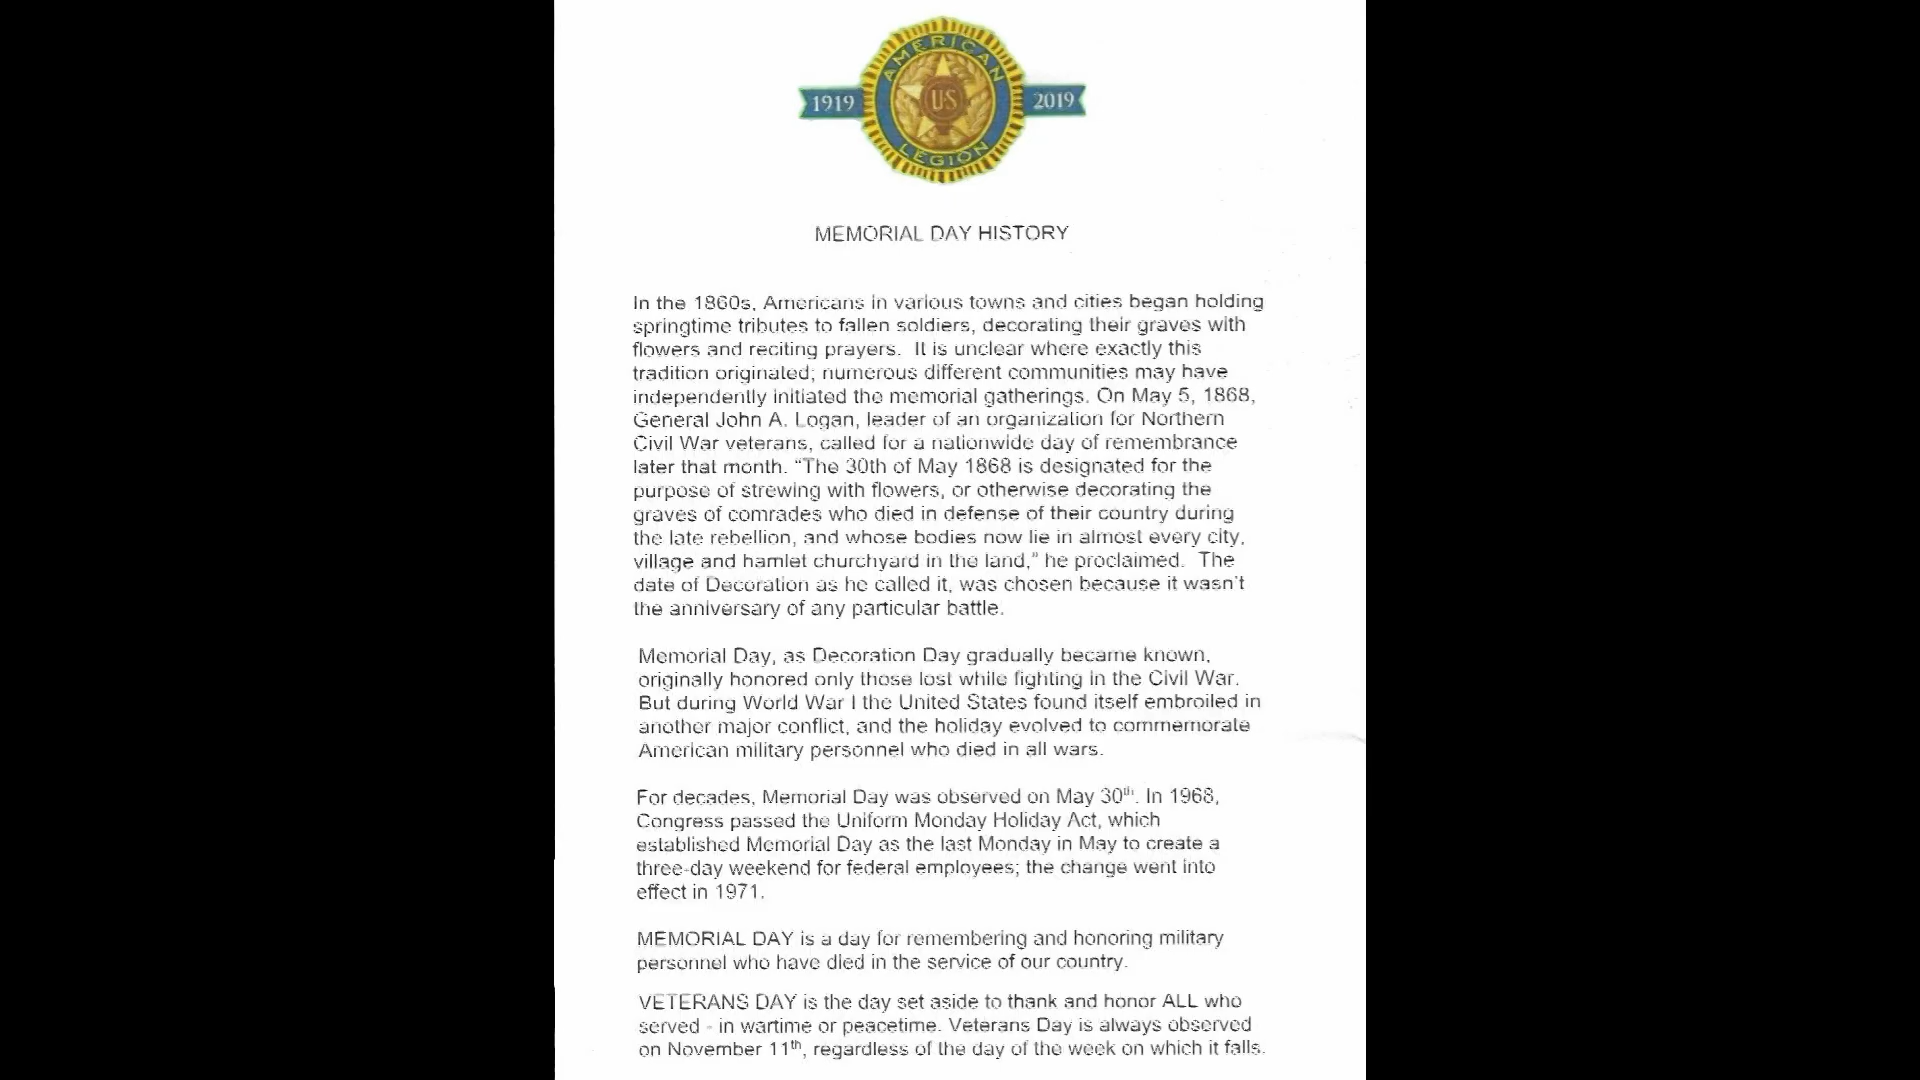 AMERICAN
1919
US
2019
LEGION
MEMORIAL DAY HISTORY
In the 1860s, Americans in various towns and cities began holding
springtime tributes to fallen soldiers, decorating their graves with
flowers and reciting prayers. It is unclear where exactly this
tradition originated; numerous different communities may have
independently initiated the memorial gatherings. On May 5, 1868,
General John A. Logan, leader of an organization for Northern
Civil War veterans, called for a nationwide day of remembrance
later that month. “The 30th of May 1868 is designated for the
purpose of strewing with flowers, or otherwise decorating the
graves of comrades who died in defense of their country during
the late rebellion, and whose bodies now lie in almost every city,
village and hamlet churchyard in the land,” he proclaimed. The
date of Decoration as he called it, was chosen because it wasn't
the anniversary of any particular battle.
Memorial Day, as Decoration Day gradually became known,
originally honored only those lost while fighting in the Civil War.
But during World War I the United States found itself embroiled in
another major conflict, and the holiday evolved to commemorate
American military personnel who died in all wars.
For decades, Memorial Day was observed on May 30th. In 1968,
Congress passed the Uniform Monday Holiday Act, which
established Memorial Day as the last Monday in May to create a
three-day weekend for federal employees; the change went into
effect in 1971.
MEMORIAL DAY is a day for remembering and honoring military
personnel who have died in the service of our country.
VETERANS DAY is the day set aside to thank and honor ALL who
served - in wartime or peacetime. Veterans Day is always observed
on November 11th, regardless of the day of the week on which it falls.